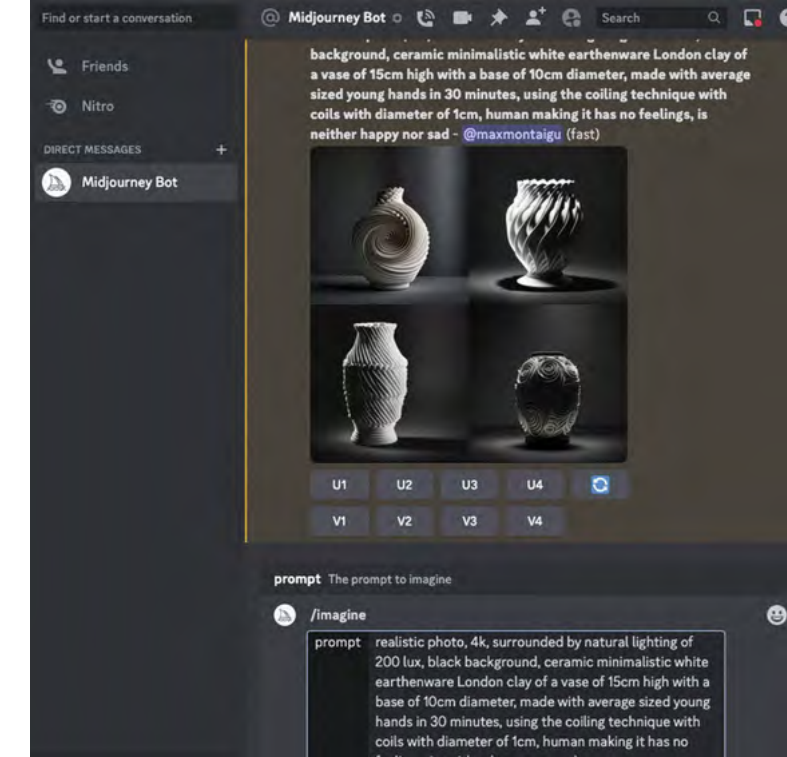 Find or start a conversation
Midjourney Bot
Search
Friends
Nitro
DIRECT MESSAGES +
Midjourney Bot
background, ceramic minimalistic white earthenware London clay of
a vase of 15cm high with a base of 10cm diameter, made with average
sized young hands in 30 minutes, using the coiling technique with
coils with diameter of 1cm, human making it has no feelings, is
neither happy nor sad - @maxmontaigu (fast)
U1 U2 U3 U4
V1 V2 V3 V4
prompt The prompt to imagine
/imagine
prompt realistic photo, 4k, surrounded by natural lighting of
200 lux, black background, ceramic minimalistic white
earthenware London clay of a vase of 15cm high with a
base of 10cm diameter, made with average sized young
hands in 30 minutes, using the coiling technique with
coils with diameter of 1cm, human making it has no